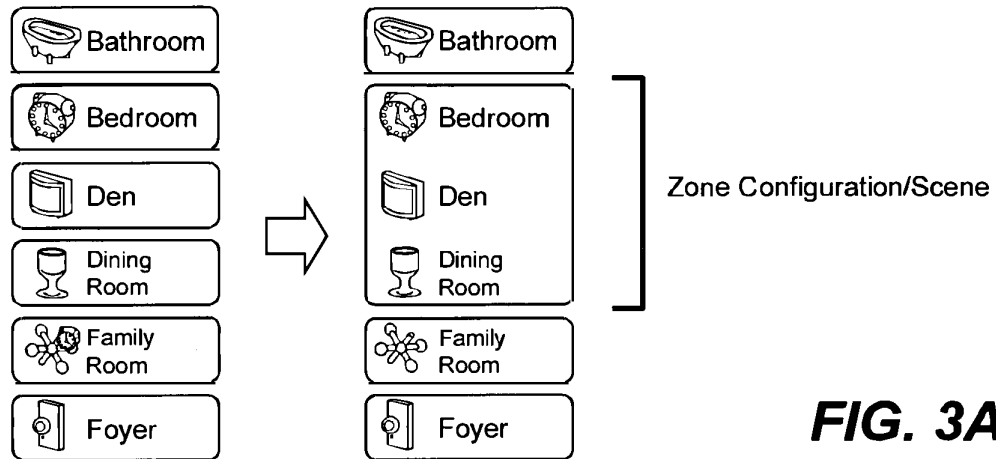 Bathroom
Bedroom
Den
Dining
Room
Family
Room
Foyer
Bathroom
Bedroom
Den
Dining
Room
Family
Room
Foyer
Zone Configuration/Scene
FIG. 3A